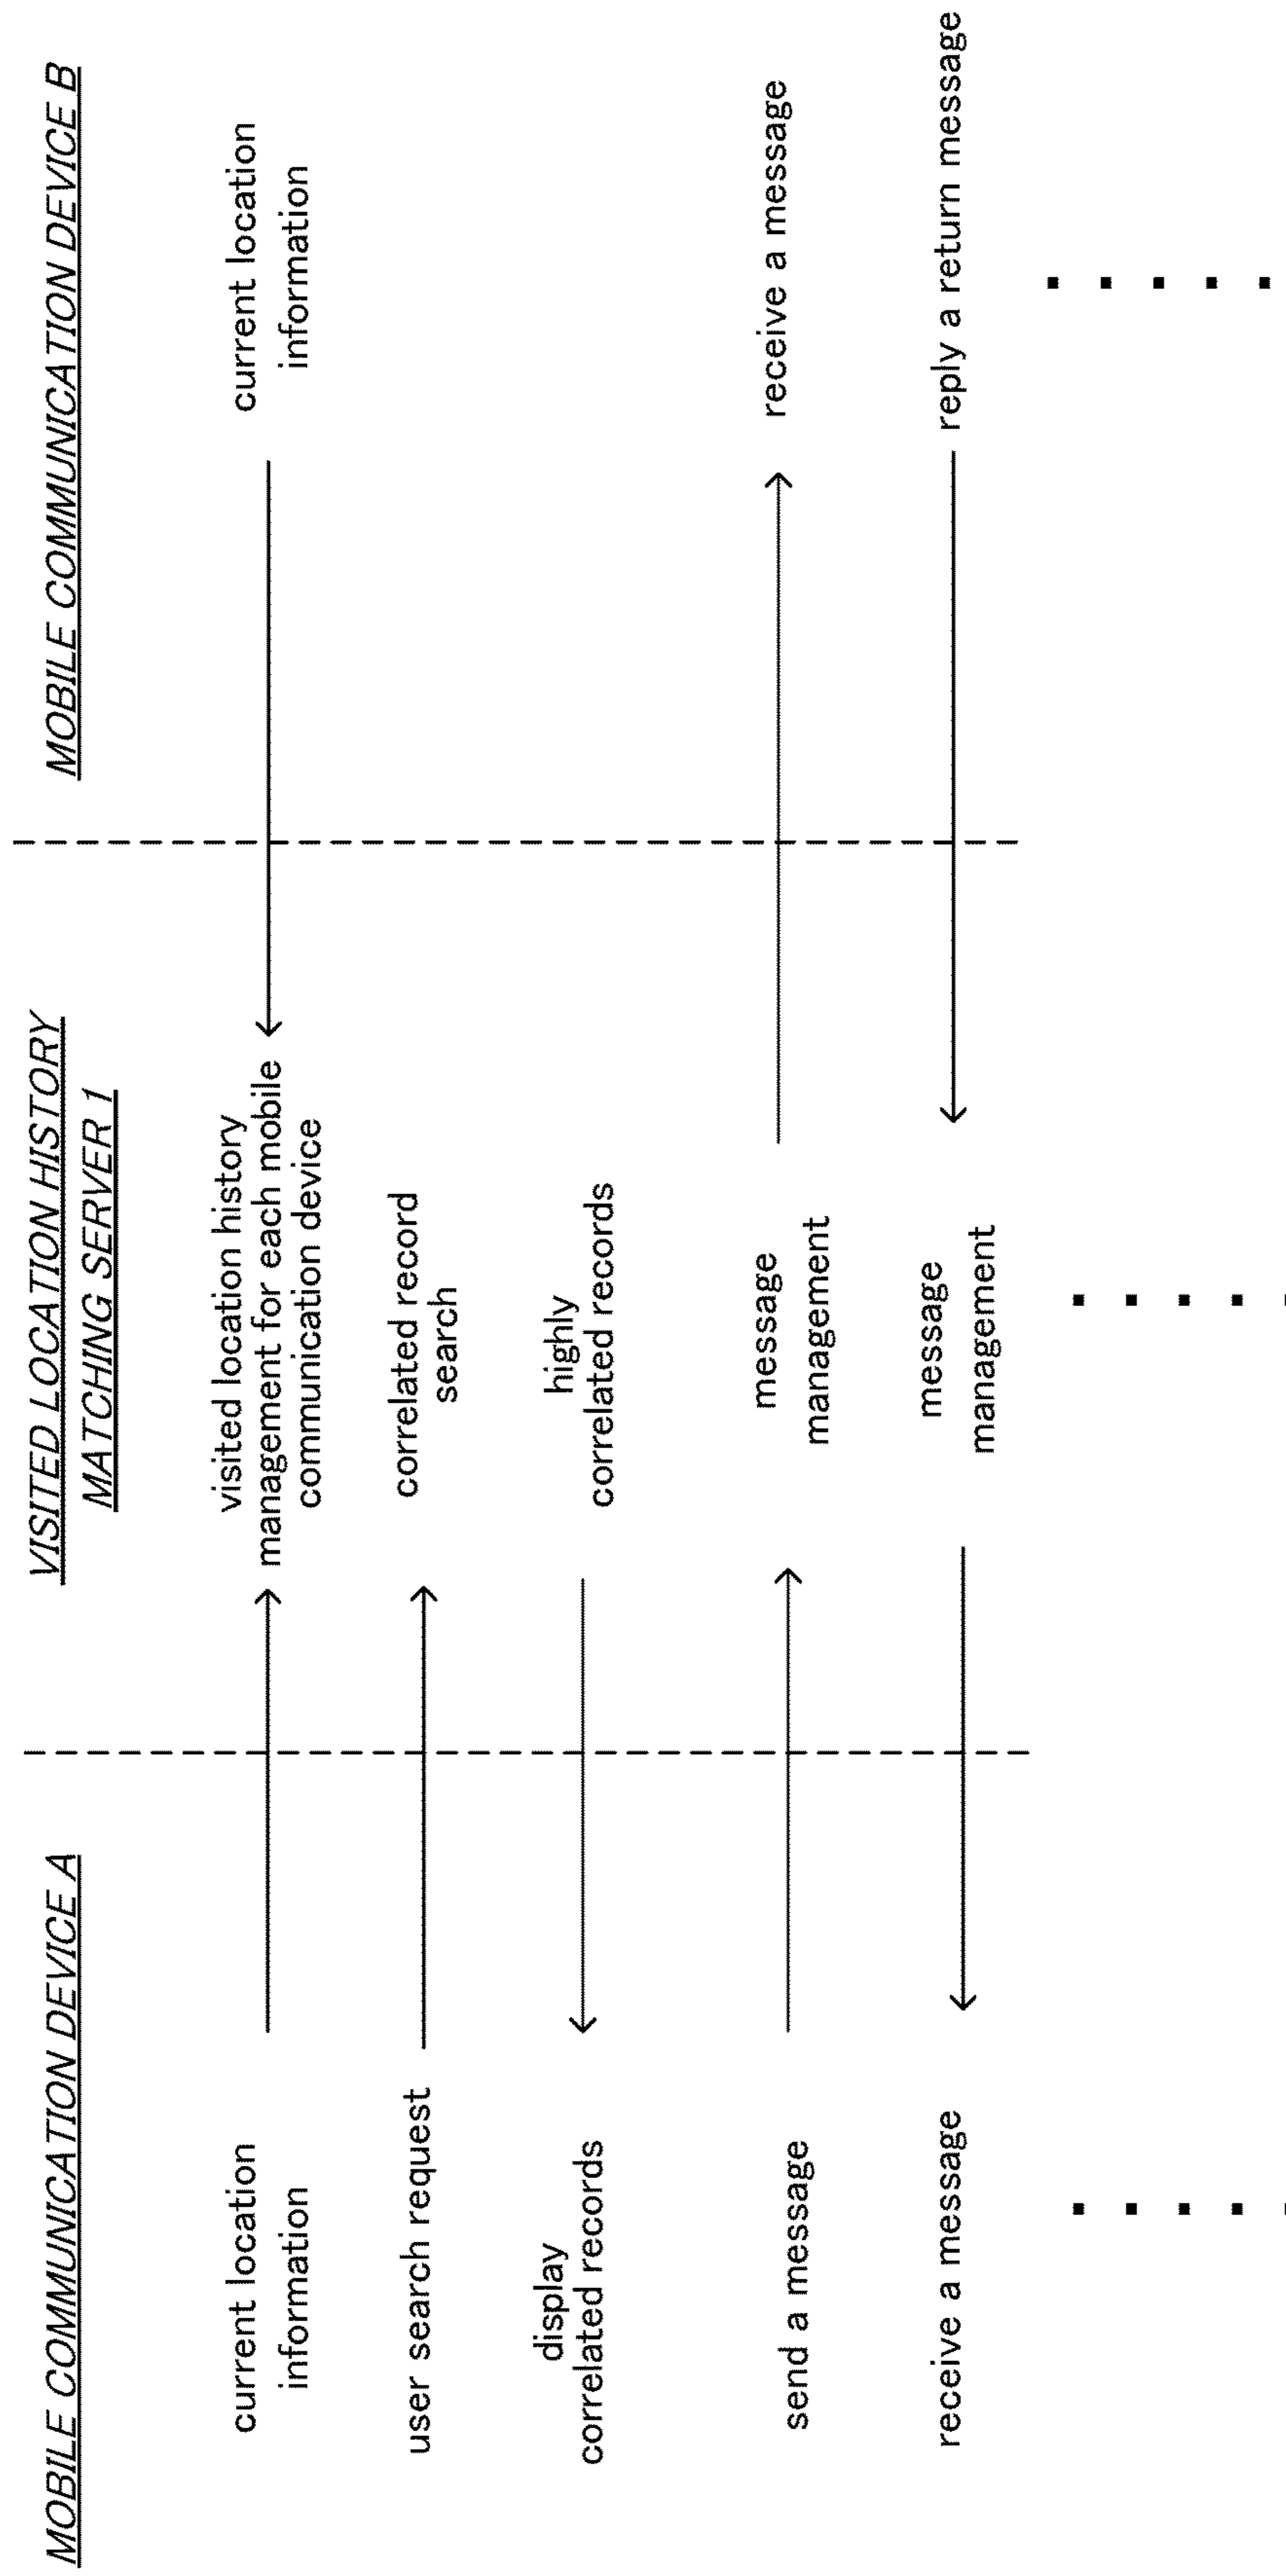 MOBILE COMMUNICATION DEVICE A
VISITED LOCATION HISTORY
MATCHING SERVER 1
MOBILE COMMUNICATION DEVICE B
current location
information
visited location history
management for each mobile
communication device
current location
information
user search request
correlated record
search
display
correlated records
highly
correlated records
send a message
message
management
receive a message
receive a message
message
management
reply a return message